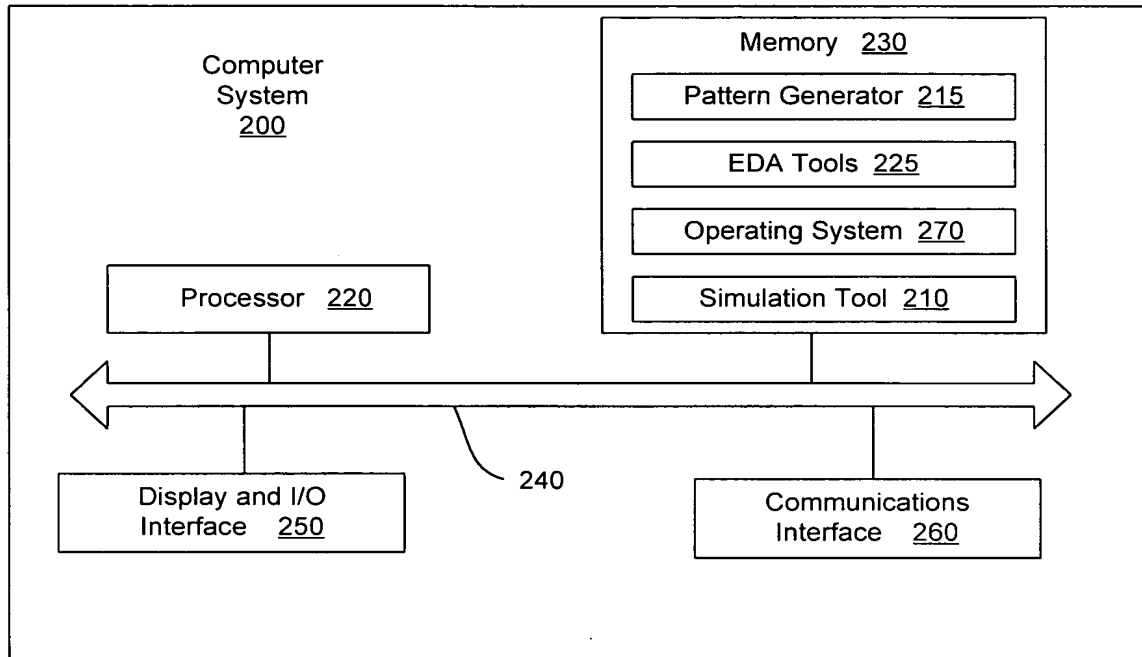 Computer
System
200
Memory 230
Pattern Generator 215
EDA Tools 225
Operating System 270
Simulation Tool 210
Processor 220
240
Display and I/O
Interface 250
Communications
Interface 260